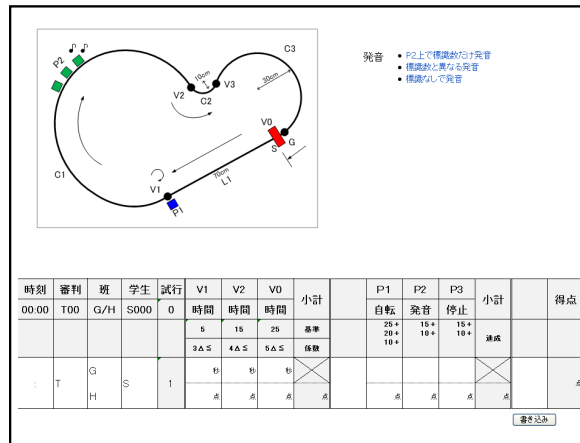 発音
• P2上で標識数だけ発音
• 標識数と異なる発音
• 標識なしで発音
P2
10cm
C3
V2
V3
C2
30cm
V0
G
S
C1
V1
70cm
L1
P1
時刻 審判 班 学生 試行 V1 V2 V0 小計 P1 P2 P3 小計 得点
00:00 T00 G/H S000 0 時間 時間 時間 自転 発音 停止
5 15 25 基準 25+ 15+ 15+ 達成
20+ 10+ 10+
3Δ≦ 4Δ≦ 5Δ≦ 係数 10+
: T G S 1 秒 秒 秒
H 点 点 点 点 点 点 点 点 点
書き込み